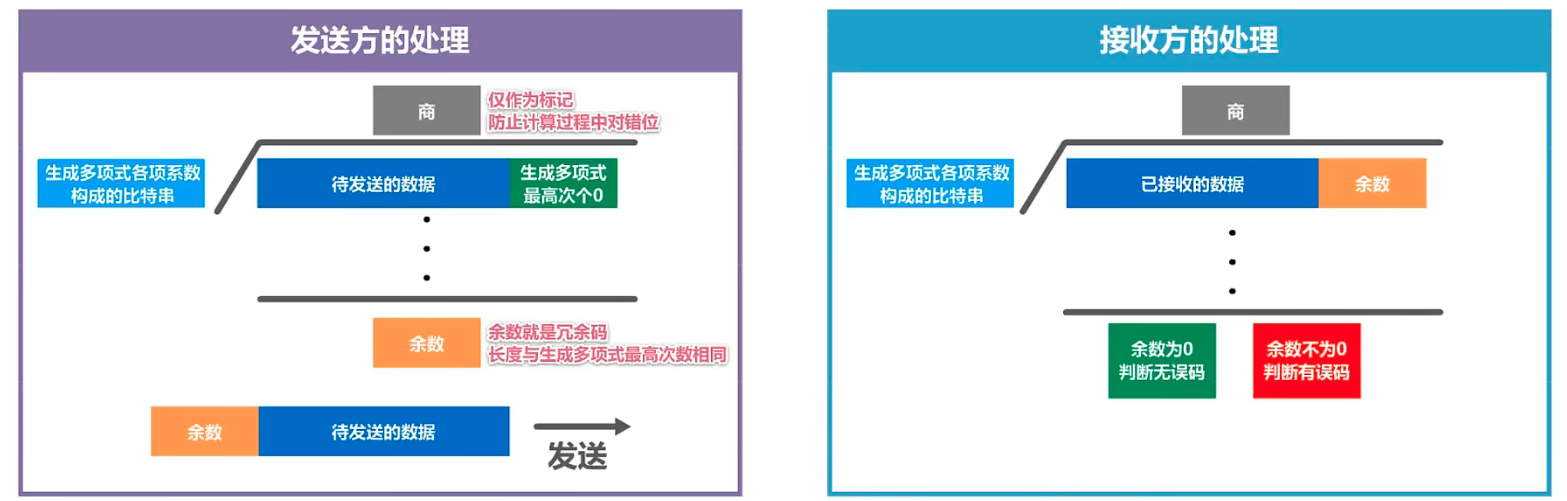 发送方的处理
商
仅作为标记
防止计算过程中对错位
生成多项式各项系数
构成的比特串
待发送的数据
生成多项式
最高次个0
余数
余数就是冗余码
长度与生成多项式最高次数相同
余数
待发送的数据
发送
接收方的处理
商
生成多项式各项系数
构成的比特串
已接收的数据
余数
余数为0
判断无误码
余数不为0
判断有误码